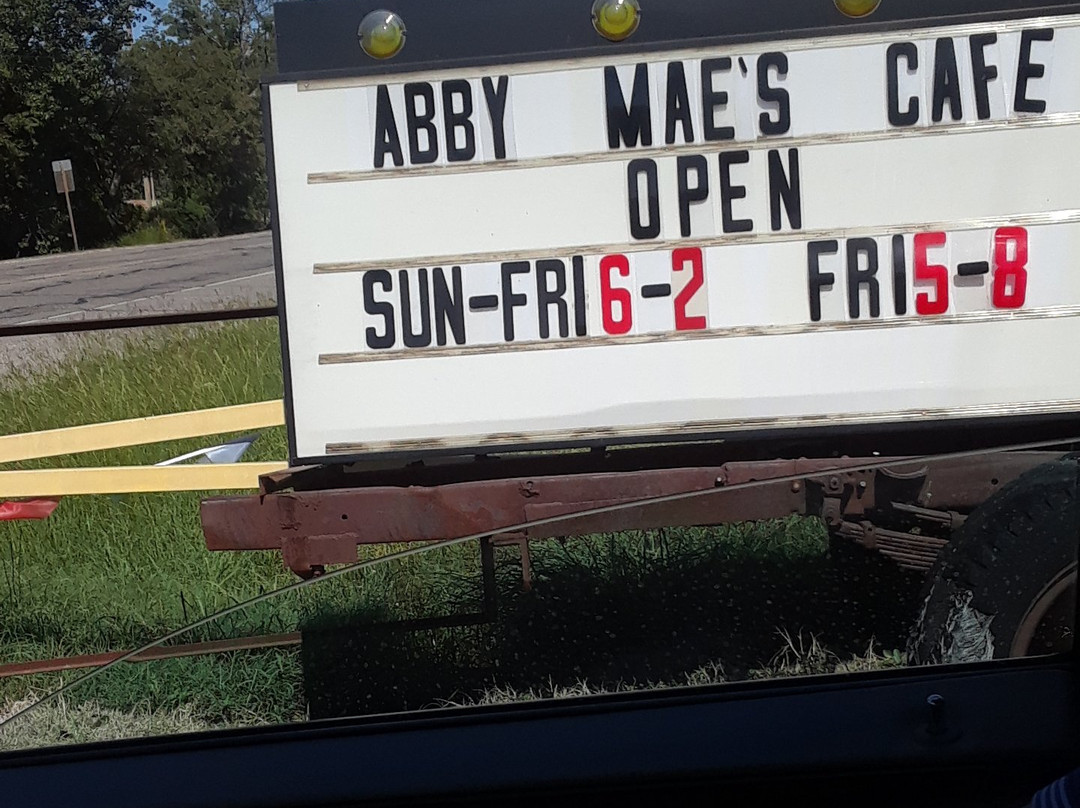 ABBY MAE'S CAFE
OPEN
SUN-FRI 6-2 FRI 5-8